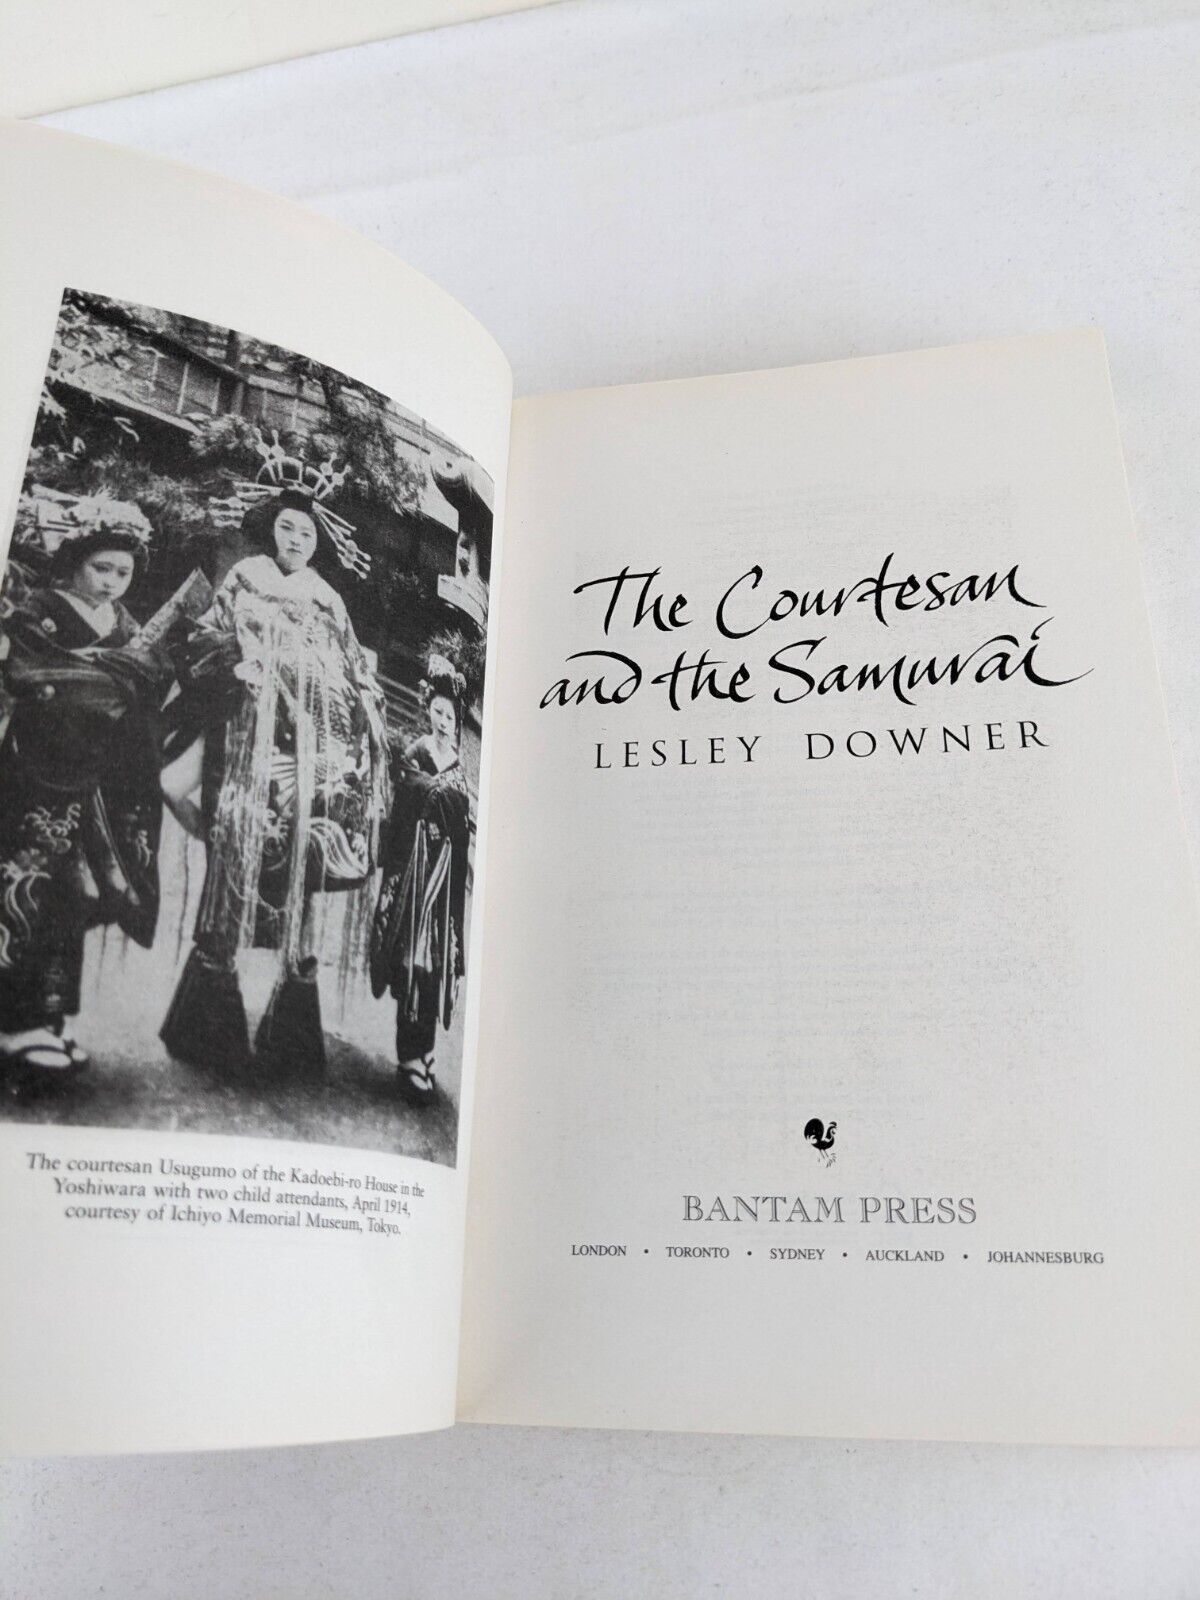 The courtesan Usugumo of the Kadoebi-ro House in the
Yoshiwara with two child attendants, April 1914,
courtesy of Ichiyo Memorial Museum, Tokyo.
The Courtesan
and the Samurai
LESLEY DOWNER
BANTAM PRESS
LONDON • TORONTO • SYDNEY • AUCKLAND • JOHANNESBURG